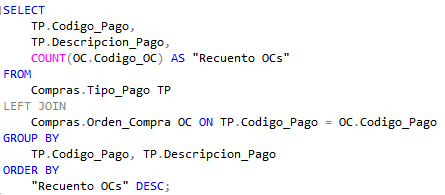 SELECT
TP.Codigo_Pago,
TP.Descripcion_Pago,
COUNT(OC.Codigo_OC) AS "Recuento OCs"
FROM
Compras.Tipo_Pago TP
LEFT JOIN
Compras.Orden_Compra OC ON TP.Codigo_Pago = OC.Codigo_Pago
GROUP BY
TP.Codigo_Pago, TP.Descripcion_Pago
ORDER BY
"Recuento OCs" DESC;